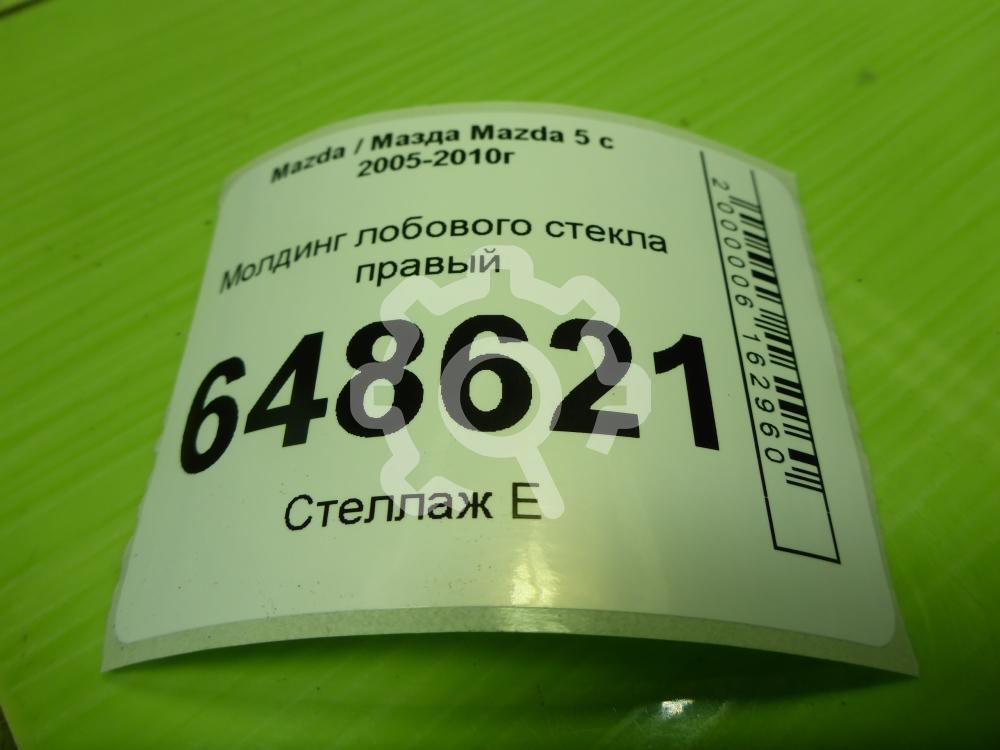 Mazda / Мазда Mazda 5 с
2005-2010г
Молдинг лобового стекла
правый
648621
Стеллаж Е
2000006162960